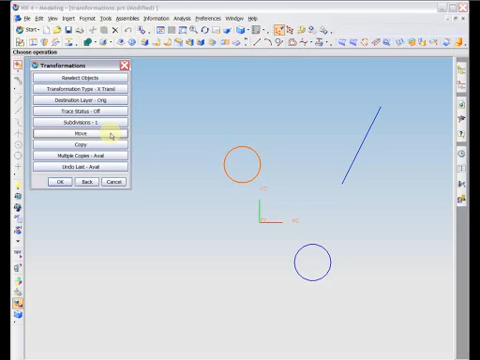 NX 4 - Modeling - [transformations.prt (Modified)]
File Edit View Insert Format Tools Assemblies Information Analysis Preferences Window Help
Start
Choose operation
Transformations
Reselect Objects
Transformation Type - X Transl
Destination Layer - Orig
Trace Status - Off
Subdivisions - 1
Move
Copy
Multiple Copies - Avail
Undo Last - Avail
OK Back Cancel
YC
XC